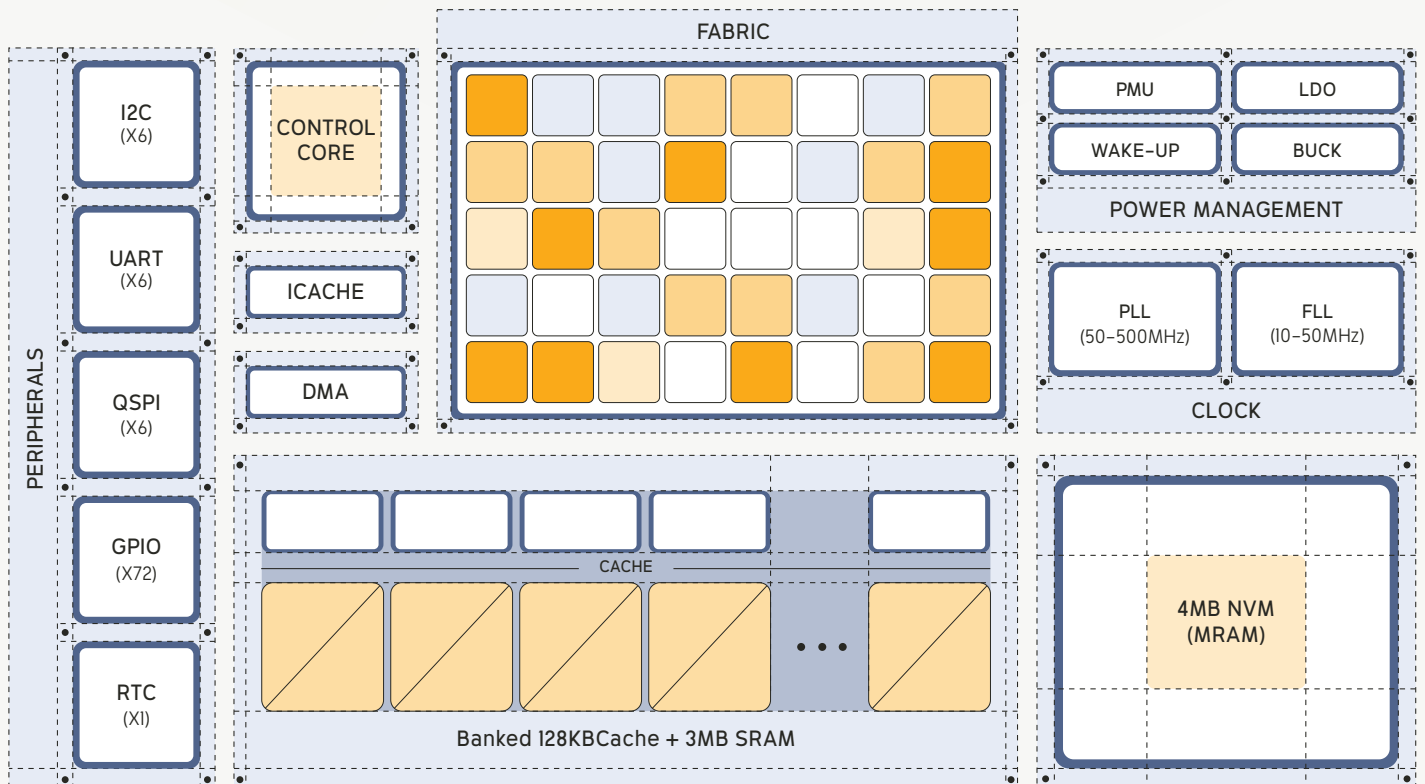 FABRIC
PERIPHERALS
I2C
(X6)
UART
(X6)
QSPI
(X6)
GPIO
(X72)
RTC
(X1)
CONTROL
CORE
ICACHE
DMA
PMU
LDO
WAKE-UP
BUCK
POWER MANAGEMENT
PLL
(50-500MHz)
FLL
(10-50MHz)
CLOCK
CACHE
Banked 128KBCache + 3MB SRAM
4MB NVM
(MRAM)